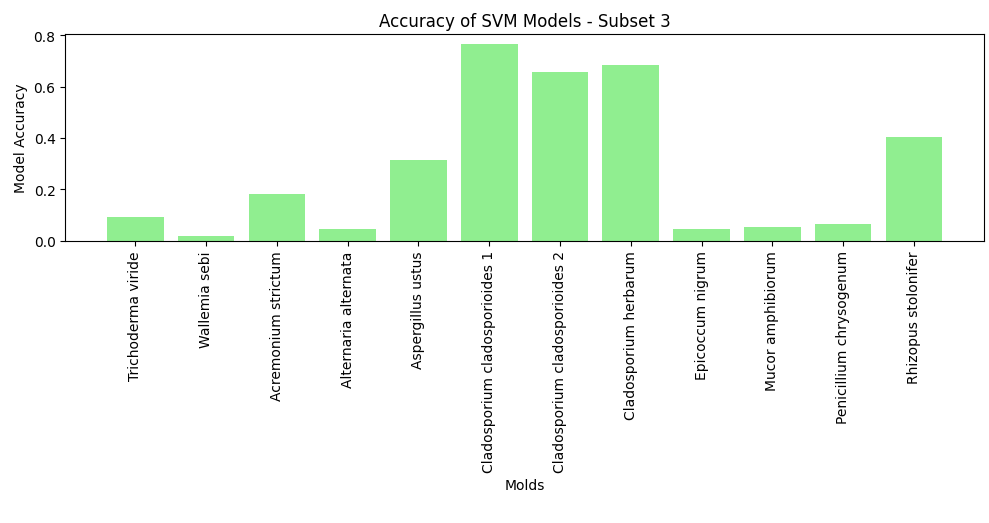 Accuracy of SVM Models - Subset 3
Model Accuracy
0.8
0.6
0.4
0.2
0.0
Trichoderma viride
Wallemia sebi
Acremonium strictum
Alternaria alternata
Aspergillus ustus
Cladosporium cladosporioides 1
Cladosporium cladosporioides 2
Cladosporium herbarum
Epicoccum nigrum
Mucor amphibiorum
Penicillium chrysogenum
Rhizopus stolonifer
Molds